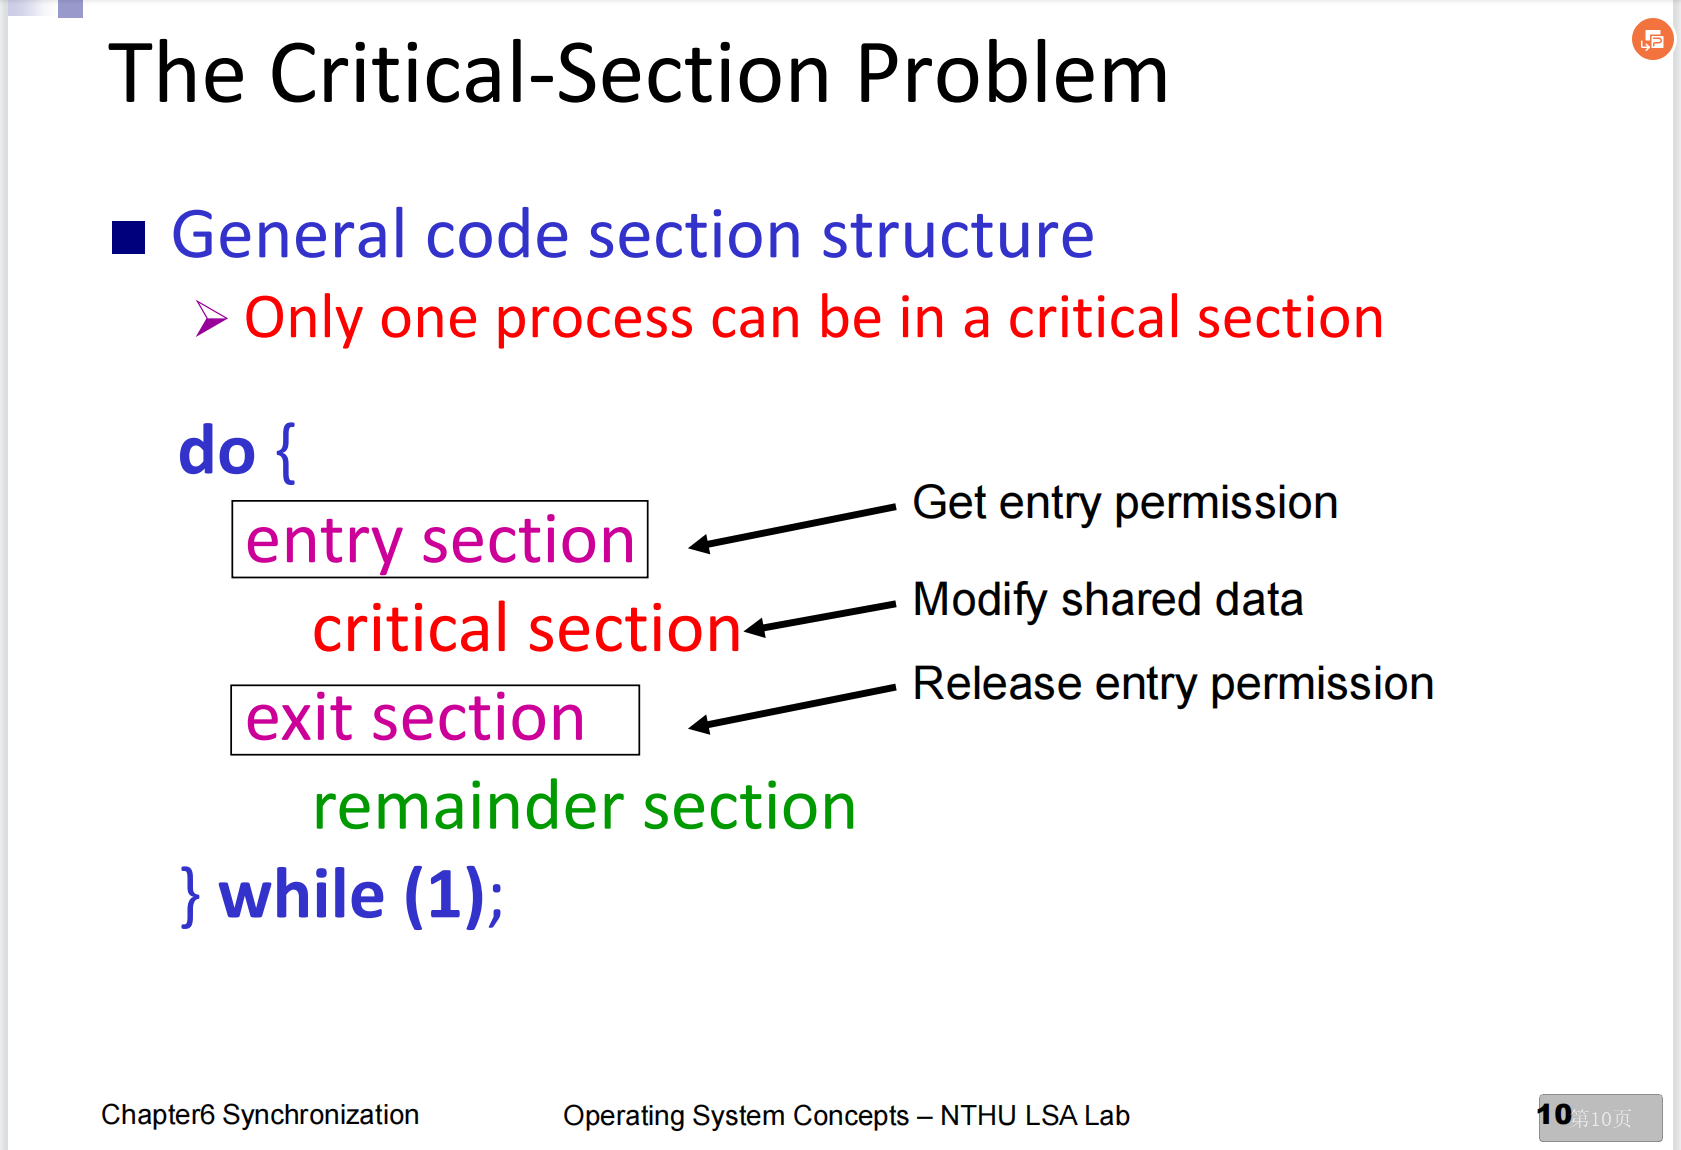 The Critical-Section Problem
General code section structure
Only one process can be in a critical section
do {
entry section
Get entry permission
critical section
Modify shared data
exit section
Release entry permission
remainder section
} while (1);
Chapter6 Synchronization
Operating System Concepts – NTHU LSA Lab
10
第10页